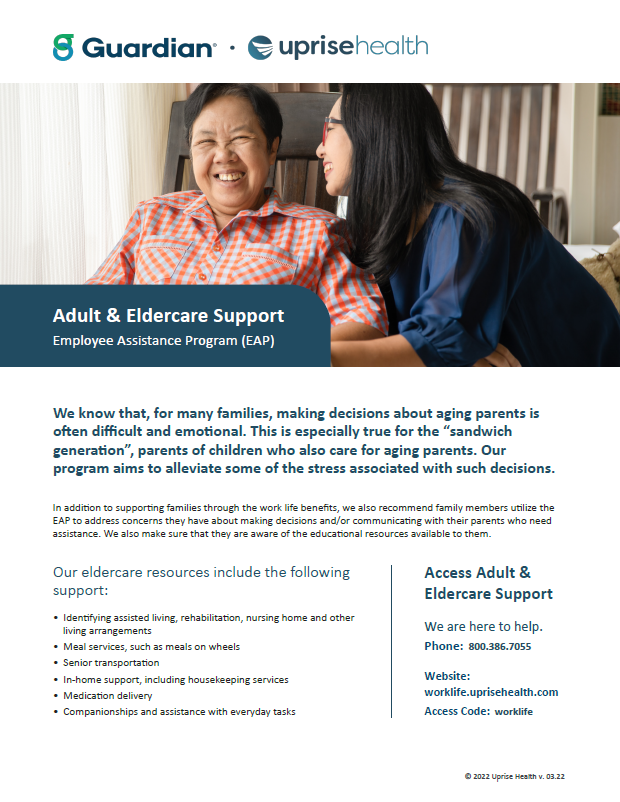 Guardian® • uprisehealth
Adult & Eldercare Support
Employee Assistance Program (EAP)
We know that, for many families, making decisions about aging parents is
often difficult and emotional. This is especially true for the “sandwich
generation”, parents of children who also care for aging parents. Our
program aims to alleviate some of the stress associated with such decisions.
In addition to supporting families through the work life benefits, we also recommend family members utilize the
EAP to address concerns they have about making decisions and/or communicating with their parents who need
assistance. We also make sure that they are aware of the educational resources available to them.
Our eldercare resources include the following
support:
• Identifying assisted living, rehabilitation, nursing home and other
living arrangements
• Meal services, such as meals on wheels
• Senior transportation
• In-home support, including housekeeping services
• Medication delivery
• Companionships and assistance with everyday tasks
Access Adult &
Eldercare Support
We are here to help.
Phone: 800.386.7055
Website:
worklife.uprisehealth.com
Access Code: worklife
© 2022 Uprise Health v. 03.22